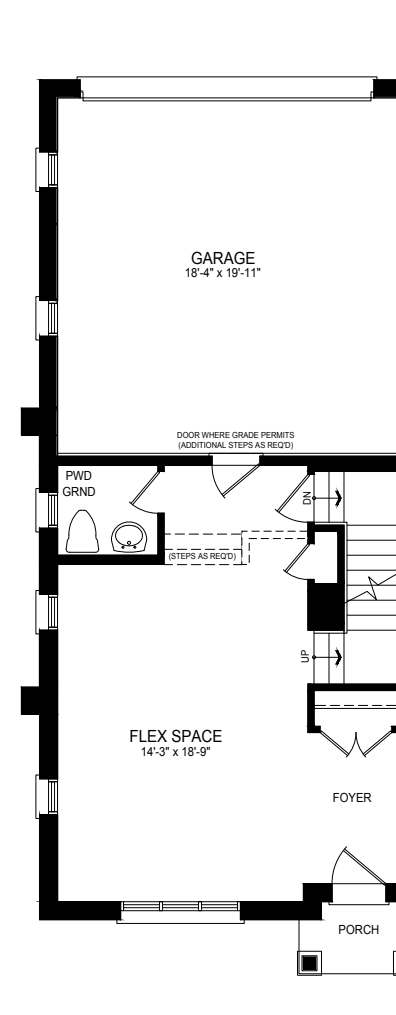 GARAGE
18'-4" x 19'-11"
DOOR WHERE GRADE PERMITS
(ADDITIONAL STEPS AS REQ'D)
PWD
GRND
DN
(STEPS AS REQ'D)
UP
FLEX SPACE
14'-3" x 18'-9"
FOYER
PORCH